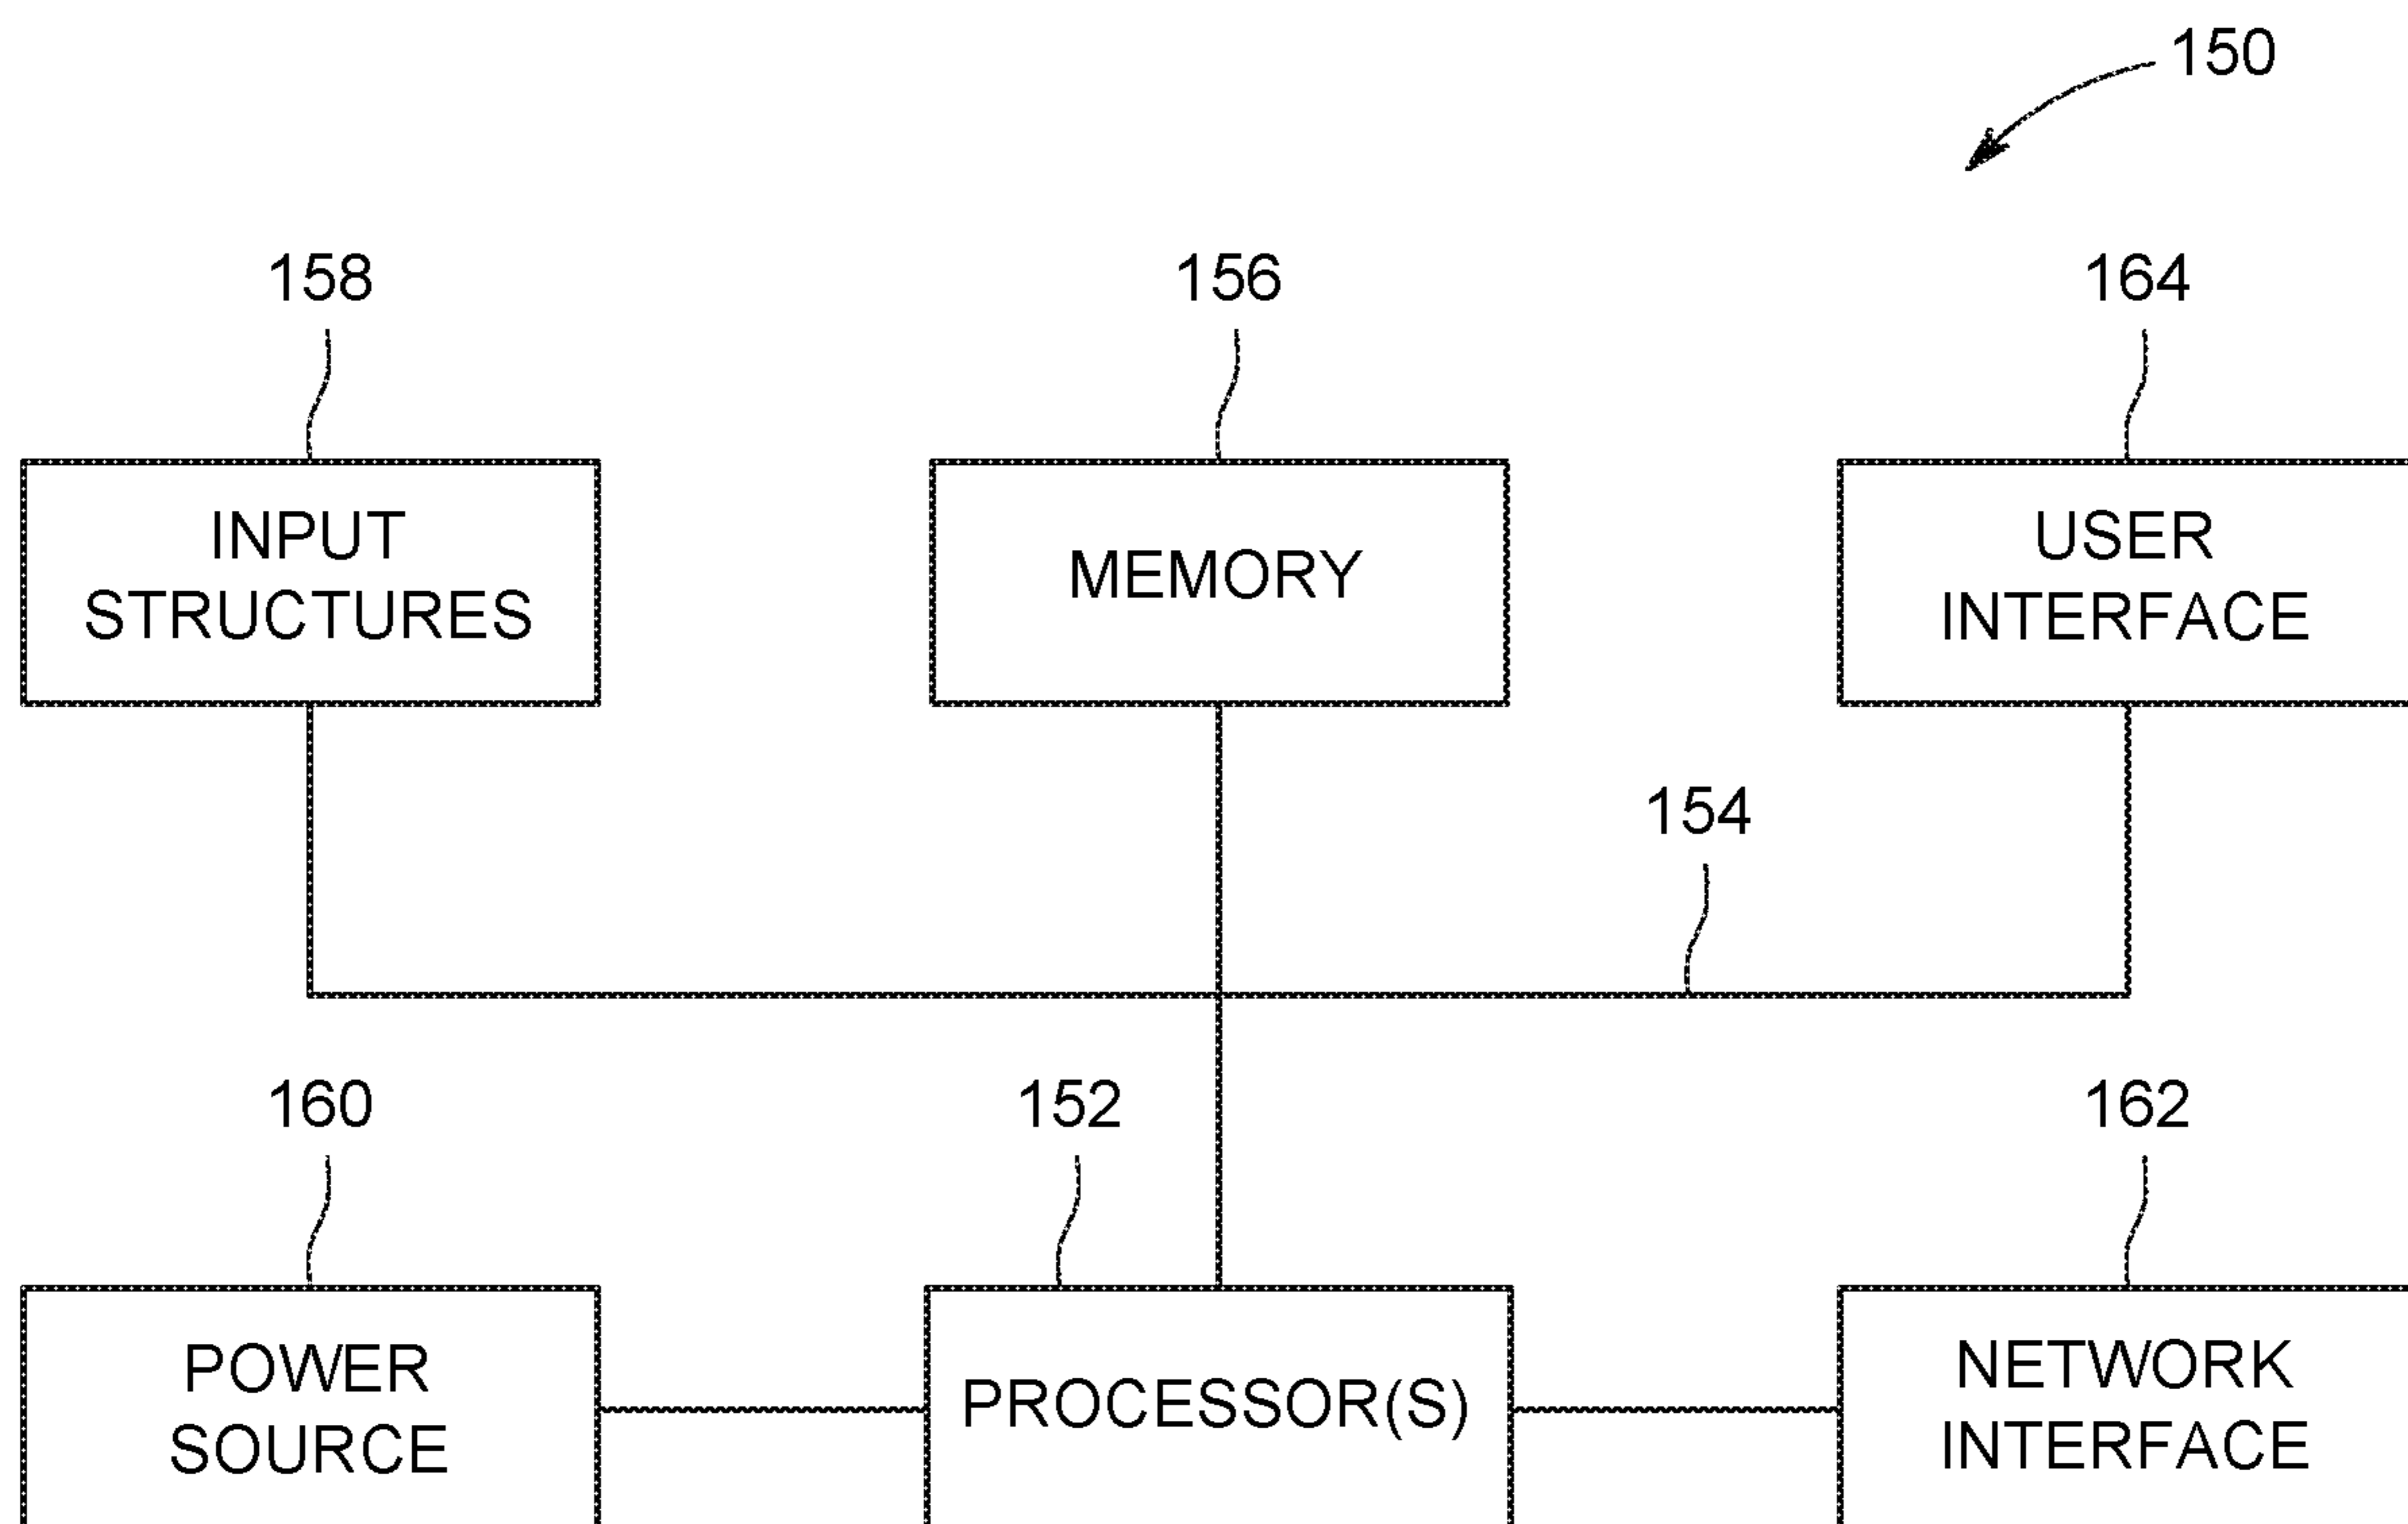 150
158
156
164
INPUT
STRUCTURES
MEMORY
USER
INTERFACE
154
160
152
162
POWER
SOURCE
PROCESSOR(S)
NETWORK
INTERFACE